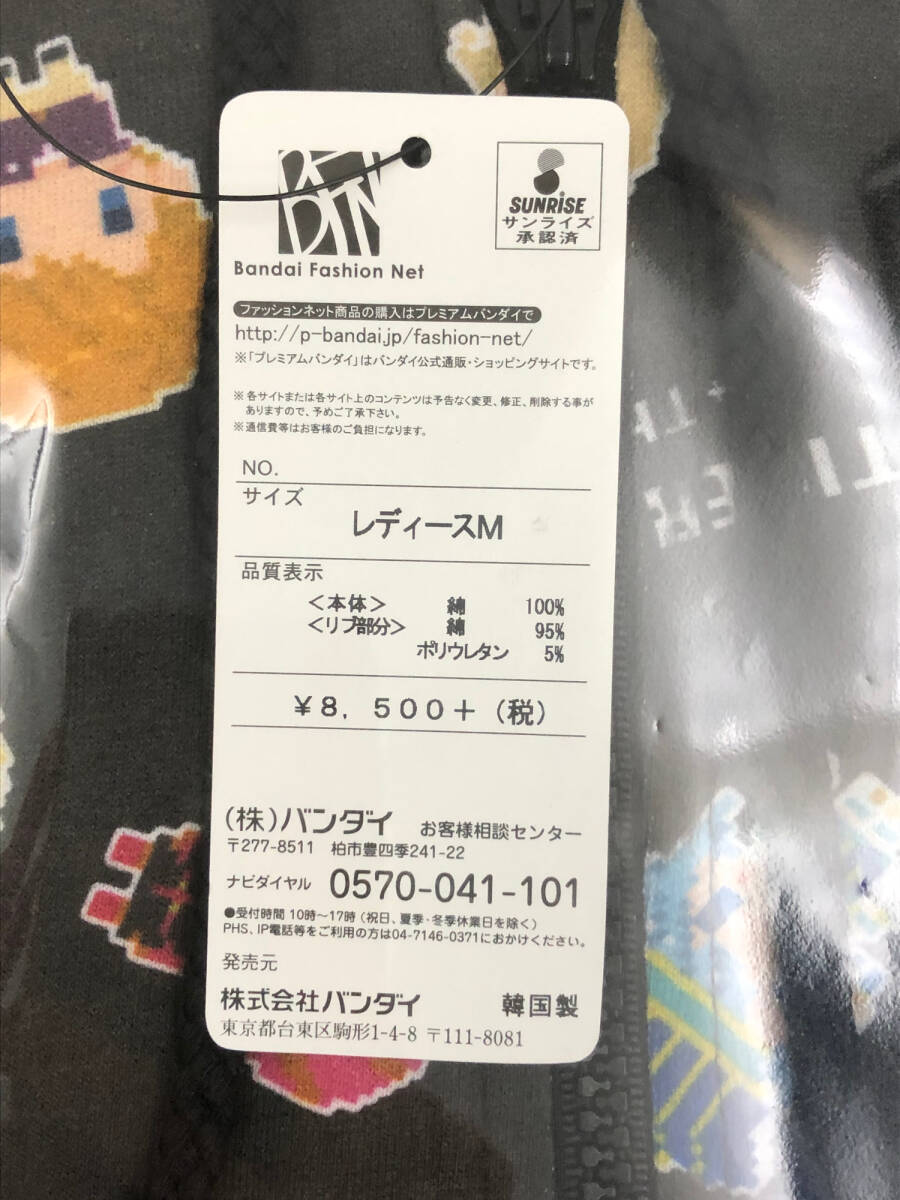 SUNRISE
サンライズ
承認済
Bandai Fashion Net
ファッションネット商品の購入はプレミアムバンダイで
http://p-bandai.jp/fashion-net/
※「プレミアムバンダイ」はバンダイ公式通販・ショッピングサイトです。
※各サイトまたは各サイト上のコンテンツは予告なく変更、修正、削除する事が
ありますので、予めご了承下さい。
※通信費等はお客様のご負担になります。
NO.
サイズ
レディースM
品質表示
＜本体＞ 綿 100%
＜リブ部分＞ 綿 95%
ポリウレタン 5%
¥8,500+(税)
(株)バンダイ お客様相談センター
〒277-8511 柏市豊四季241-22
ナビダイヤル 0570-041-101
●受付時間 10時～17時(祝日、夏季・冬季休業日を除く)
PHS、IP電話等をご利用の方は04-7146-0371におかけください。
発売元
株式会社バンダイ 韓国製
東京都台東区駒形1-4-8 〒111-8081